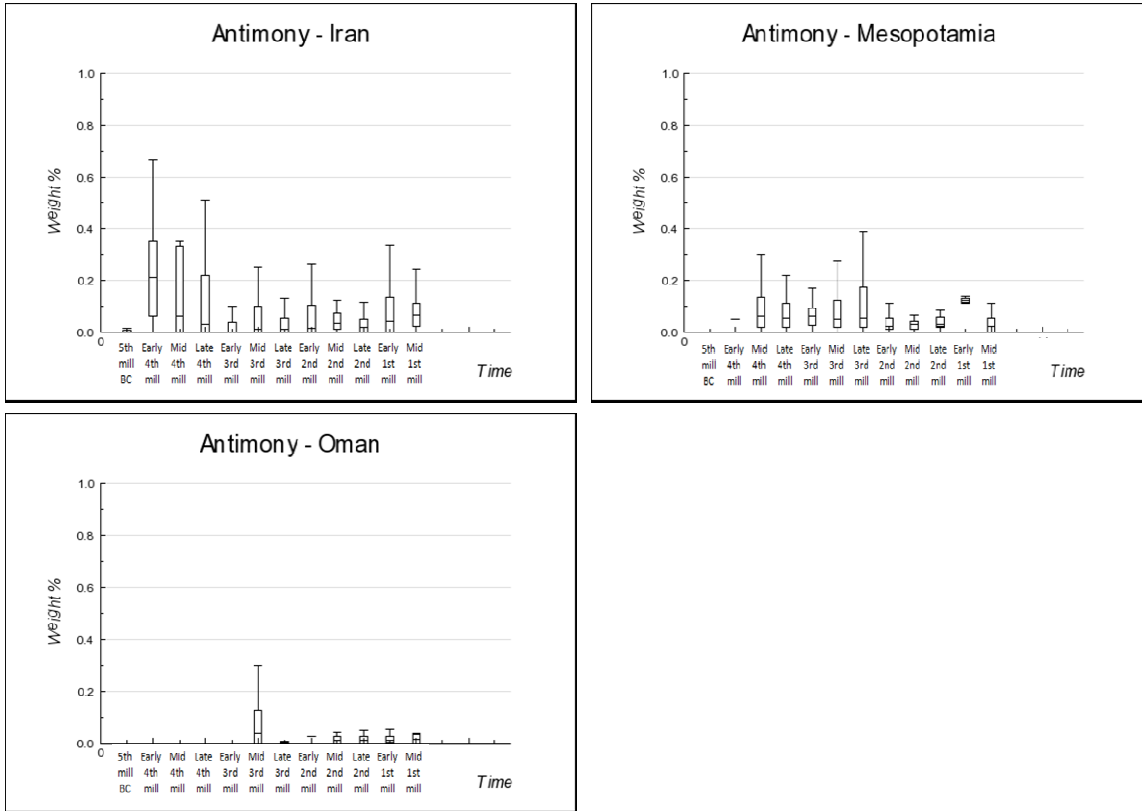 Antimony - Iran
1.0
0.8
0.6
0.4
0.2
0.0
Weight %
0
5th Early Mid Late Early Mid Late Early Mid Late Early Mid
mill 4th 4th 4th 3rd 3rd 3rd 2nd 2nd 2nd 1st 1st
BC mill mill mill mill mill mill mill mill mill mill mill
Time
Antimony - Mesopotamia
1.0
0.8
0.6
0.4
0.2
0.0
Weight %
0
5th Early Mid Late Early Mid Late Early Mid Late Early Mid
mill 4th 4th 4th 3rd 3rd 3rd 2nd 2nd 2nd 1st 1st
BC mill mill mill mill mill mill mill mill mill mill mill
Time
Antimony - Oman
1.0
0.8
0.6
0.4
0.2
0.0
Weight %
0
5th Early Mid Late Early Mid Late Early Mid Late Early Mid
mill 4th 4th 4th 3rd 3rd 3rd 2nd 2nd 2nd 1st 1st
BC mill mill mill mill mill mill mill mill mill mill mill
Time